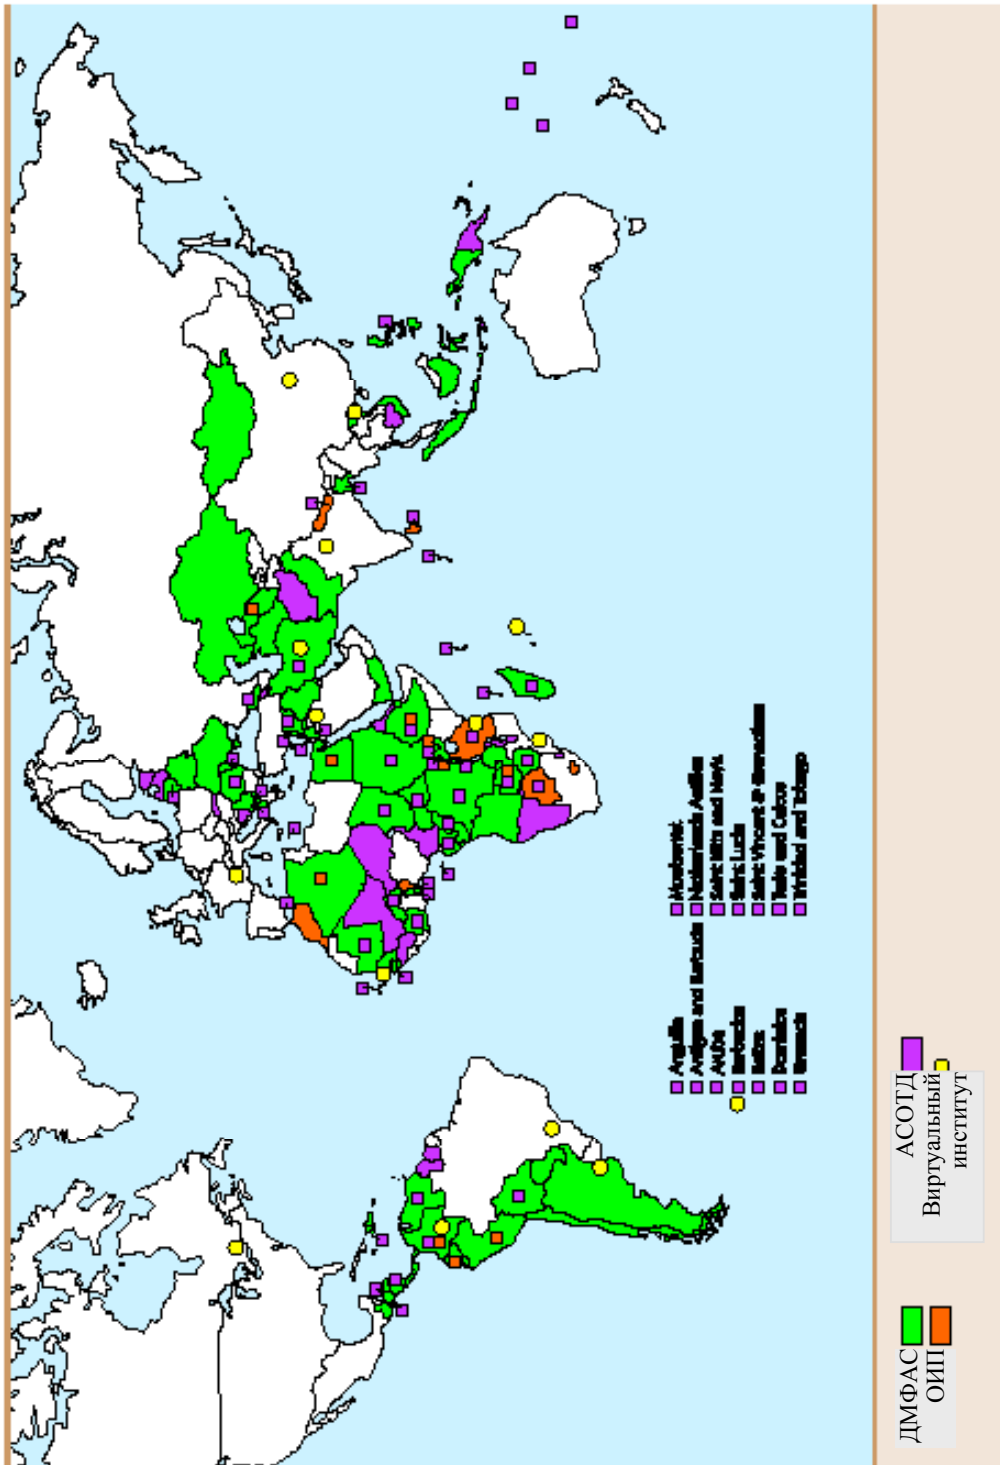 Anguilla
Antigua and Barbuda
Aruba
Barbados
Belize
Dominica
Grenada
Montserrat
Netherlands Antilles
Saint Kitts and Nevis
Saint Lucia
Saint Vincent & Grenadines
Turks and Caicos
Trinidad and Tobago
ДМФАС
ОИП
АСОТД
Виртуальный
институт